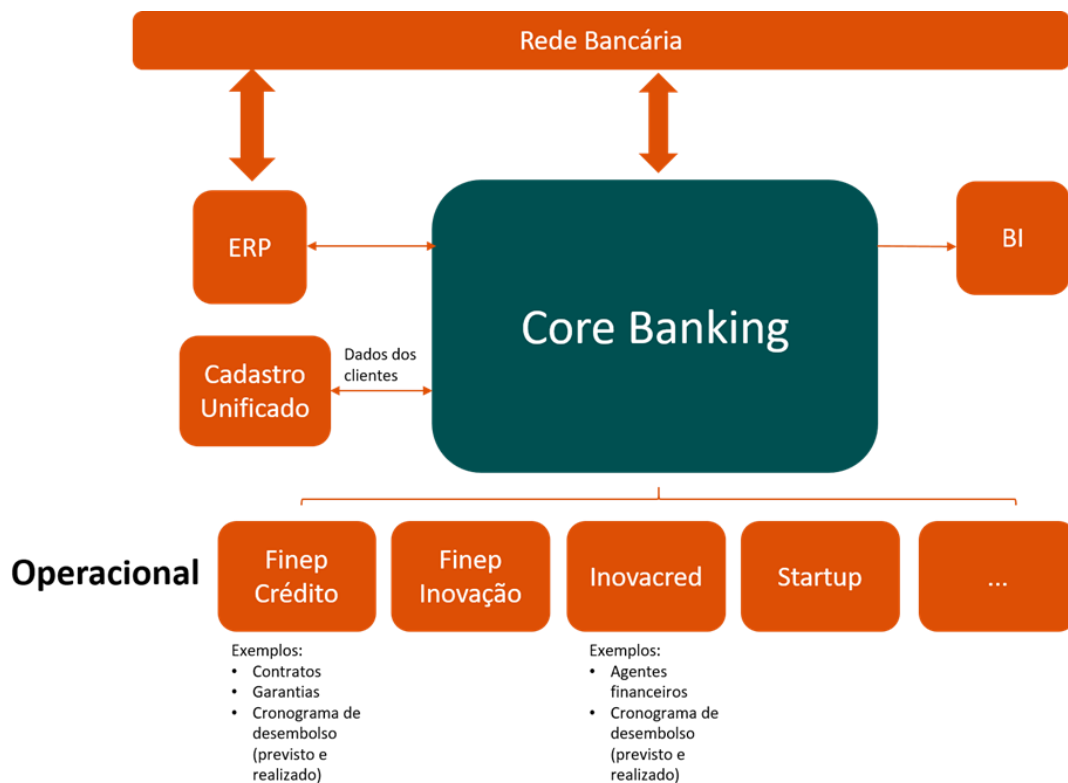 Rede Bancária
ERP
BI
Core Banking
Dados dos
clientes
Cadastro
Unificado
Operacional
Finep
Crédito
Finep
Inovação
Inovacred
Startup
...
Exemplos:
• Contratos
• Garantias
• Cronograma de
desembolso
(previsto e
realizado)
Exemplos:
• Agentes
financeiros
• Cronograma de
desembolso
(previsto e
realizado)